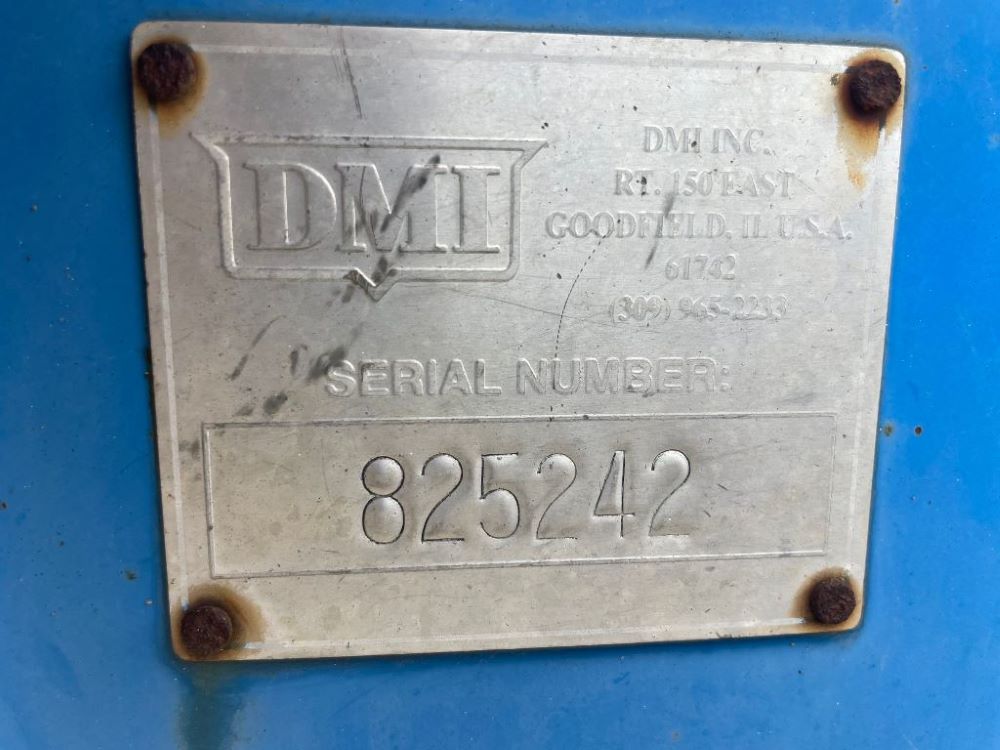 DMI
DMI INC.
RT. 150 EAST
GOODFIELD, IL U.S.A.
61742
(309) 965-2233
SERIAL NUMBER:
825242